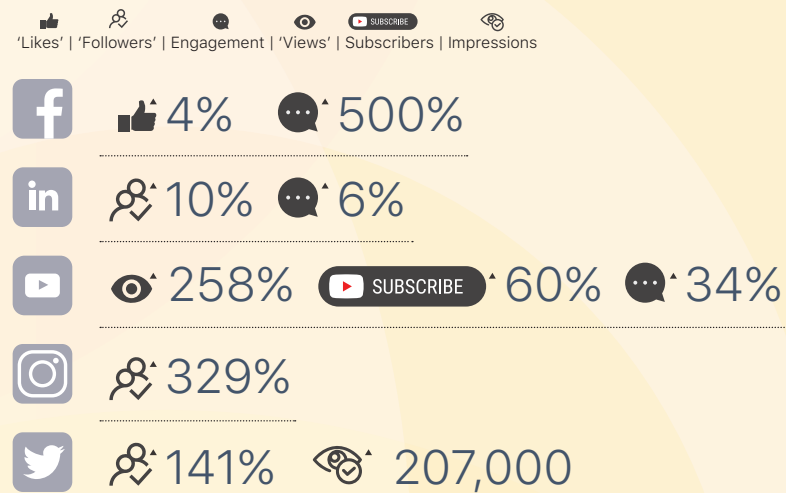 SUBSCRIBE
‘Likes’ | ‘Followers’ | Engagement | ‘Views’ | Subscribers | Impressions
f 4% 500%
in 10% 6%
258% SUBSCRIBE 60% 34%
329%
141% 207,000